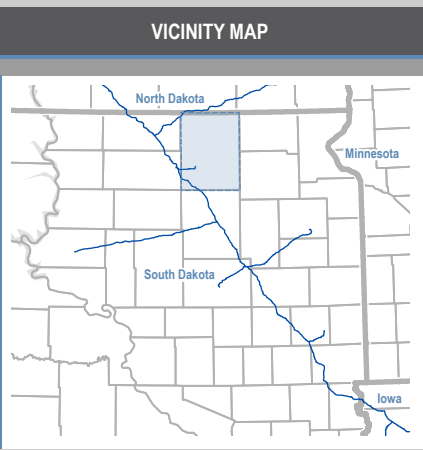 VICINITY MAP
North Dakota
Minnesota
South Dakota
Iowa